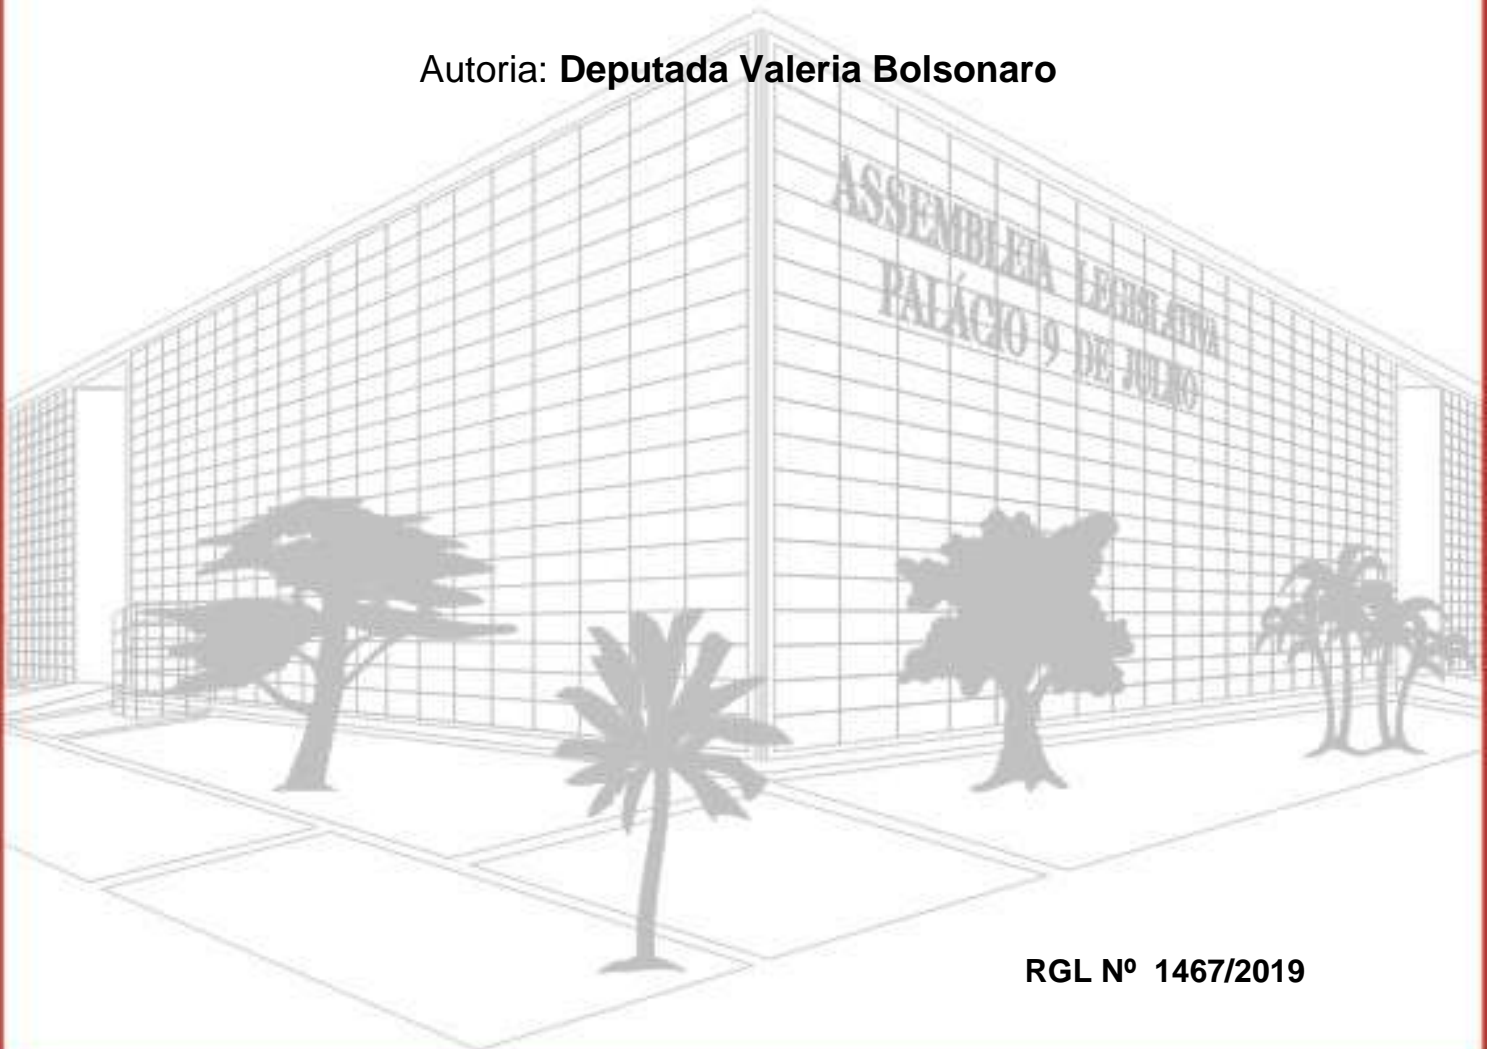 Autoria: Deputada Valeria Bolsonaro
ASSEMBLEIA LEGISLATIVA
PALÁCIO 9 DE JULHO
RGL Nº 1467/2019